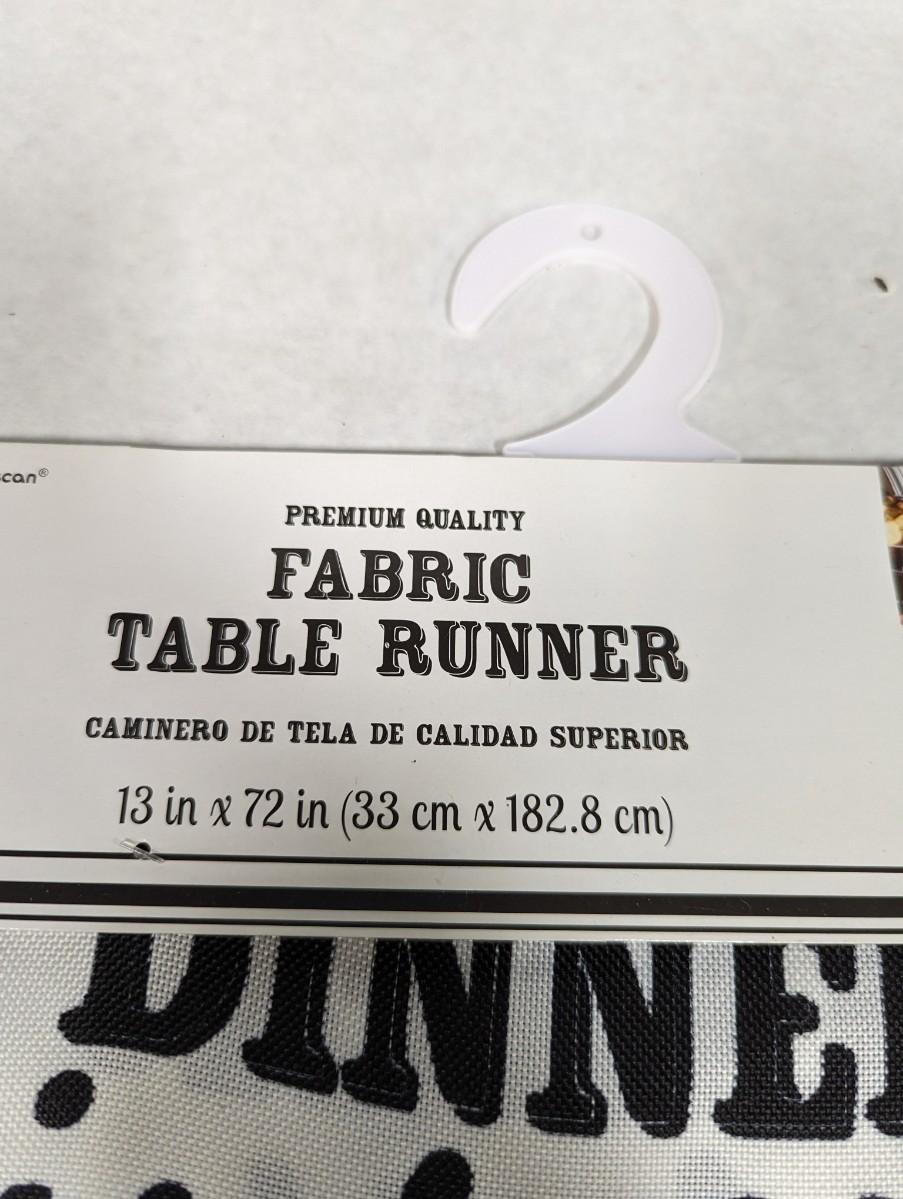 scan®
PREMIUM QUALITY
FABRIC
TABLE RUNNER
CAMINERO DE TELA DE CALIDAD SUPERIOR
13 in x 72 in (33 cm x 182.8 cm)
DINNE